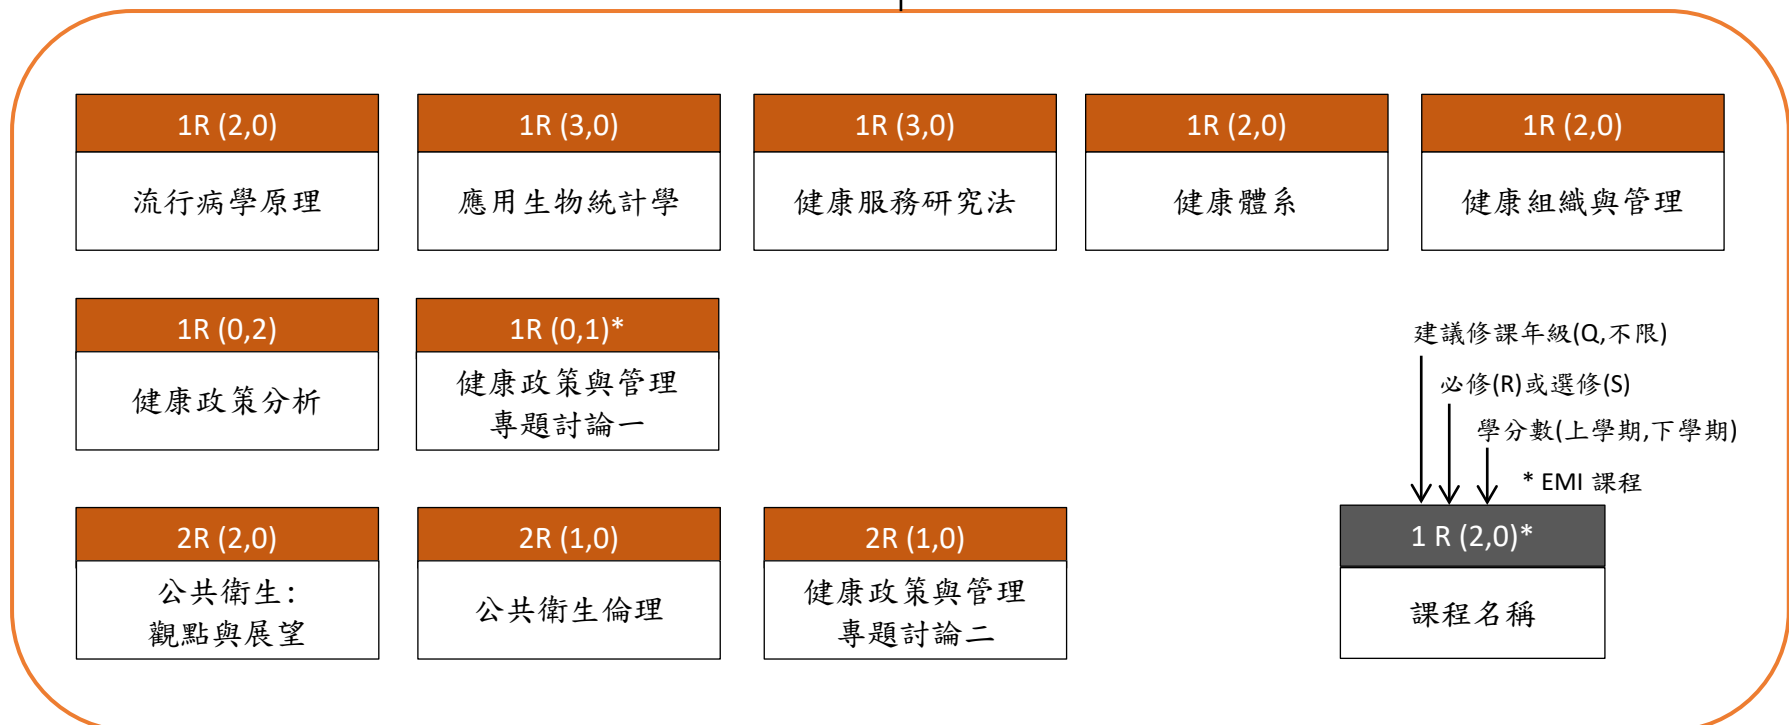 1R (2,0)
流行病學原理
1R (3,0)
應用生物統計學
1R (3,0)
健康服務研究法
1R (2,0)
健康體系
1R (2,0)
健康組織與管理
1R (0,2)
健康政策分析
1R (0,1)*
健康政策與管理
專題討論一
建議修課年級(Q,不限)
必修(R)或選修(S)
學分數(上學期,下學期)
* EMI 課程
1 R (2,0)*
課程名稱
2R (2,0)
公共衛生:
觀點與展望
2R (1,0)
公共衛生倫理
2R (1,0)
健康政策與管理
專題討論二